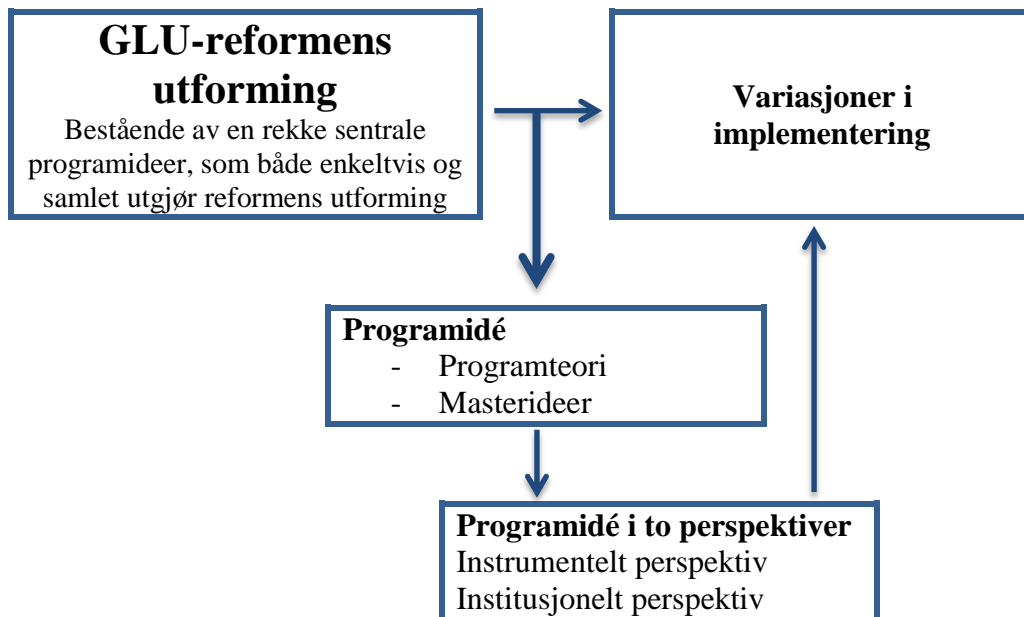 GLU-reformens
utforming
Bestående av en rekke sentrale
programideer, som både enkeltvis og
samlet utgjør reformens utforming
Variasjoner i
implementering
Programidé
- Programteori
- Masterideer
Programidé i to perspektiver
Instrumentelt perspektiv
Institusjonelt perspektiv